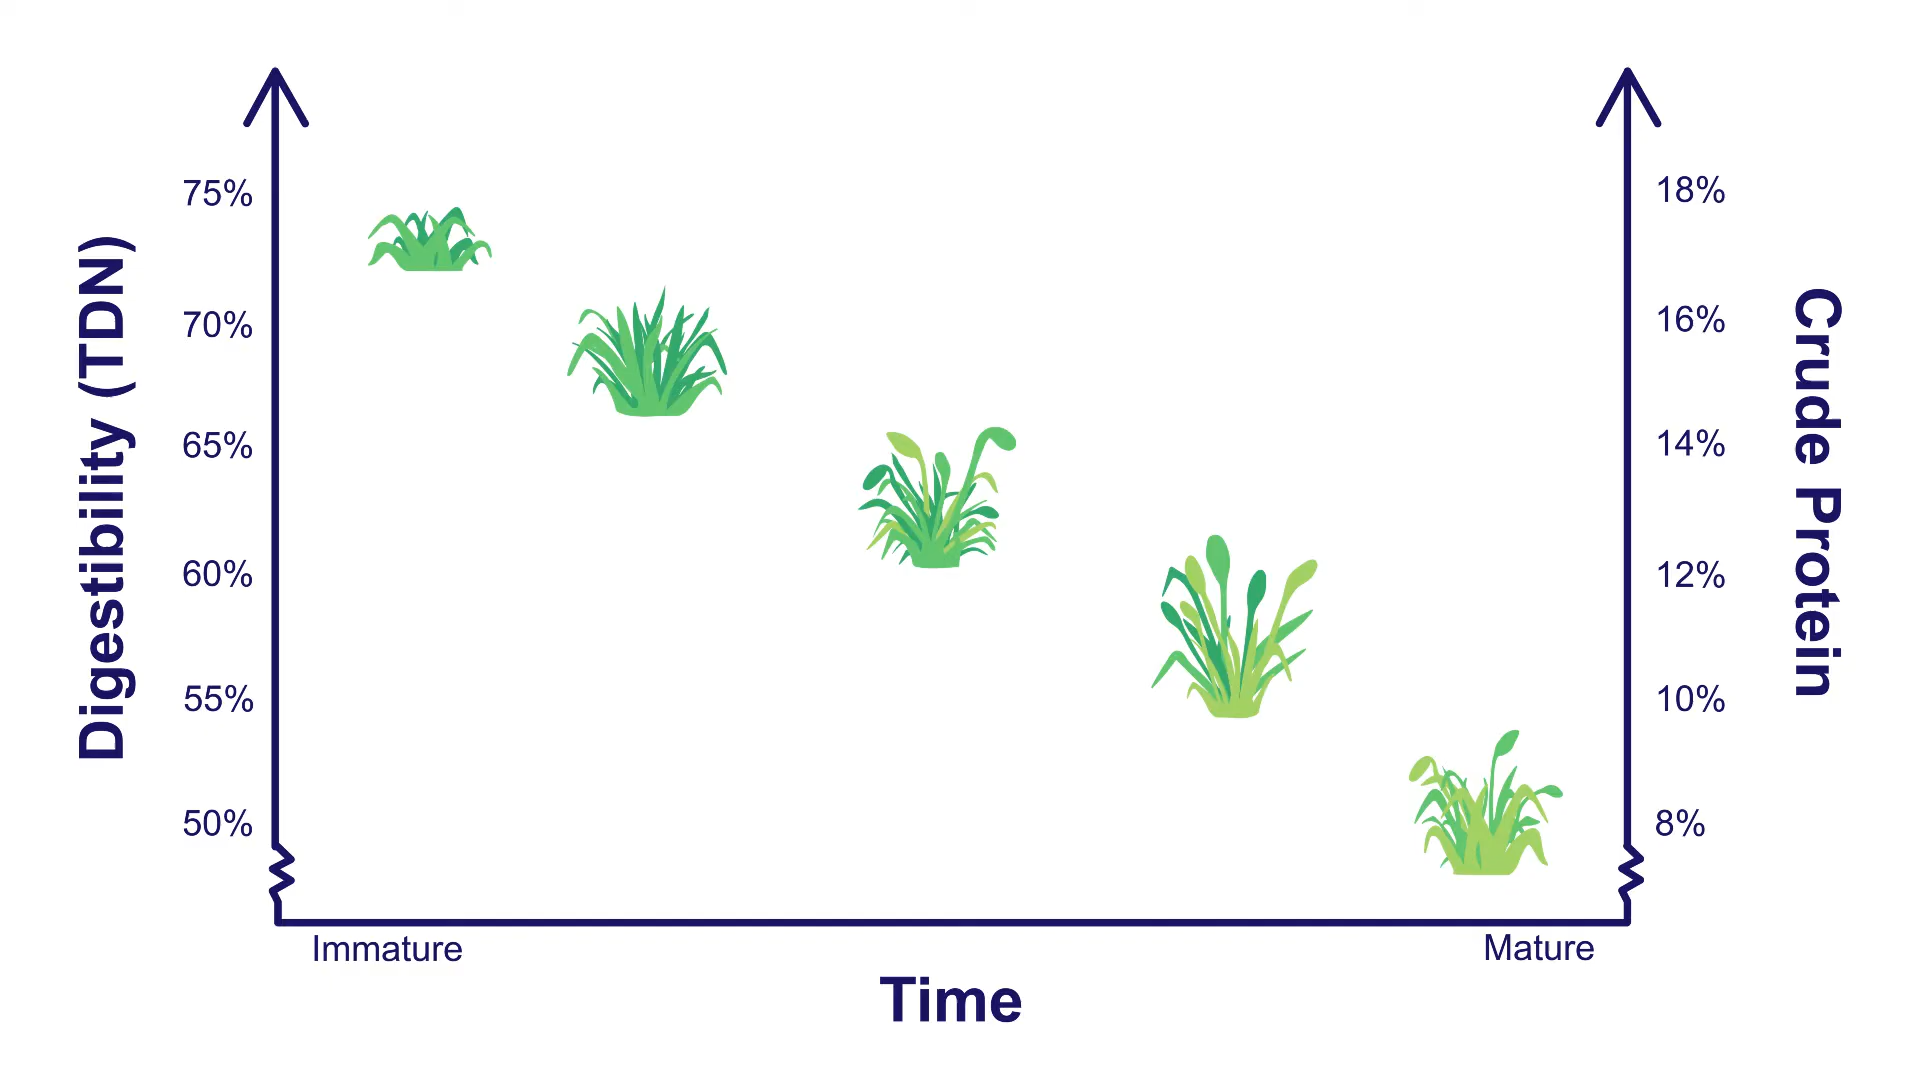 Digestibility (TDN)
75%
70%
65%
60%
55%
50%
18%
16%
14%
12%
10%
8%
Crude Protein
Immature
Mature
Time